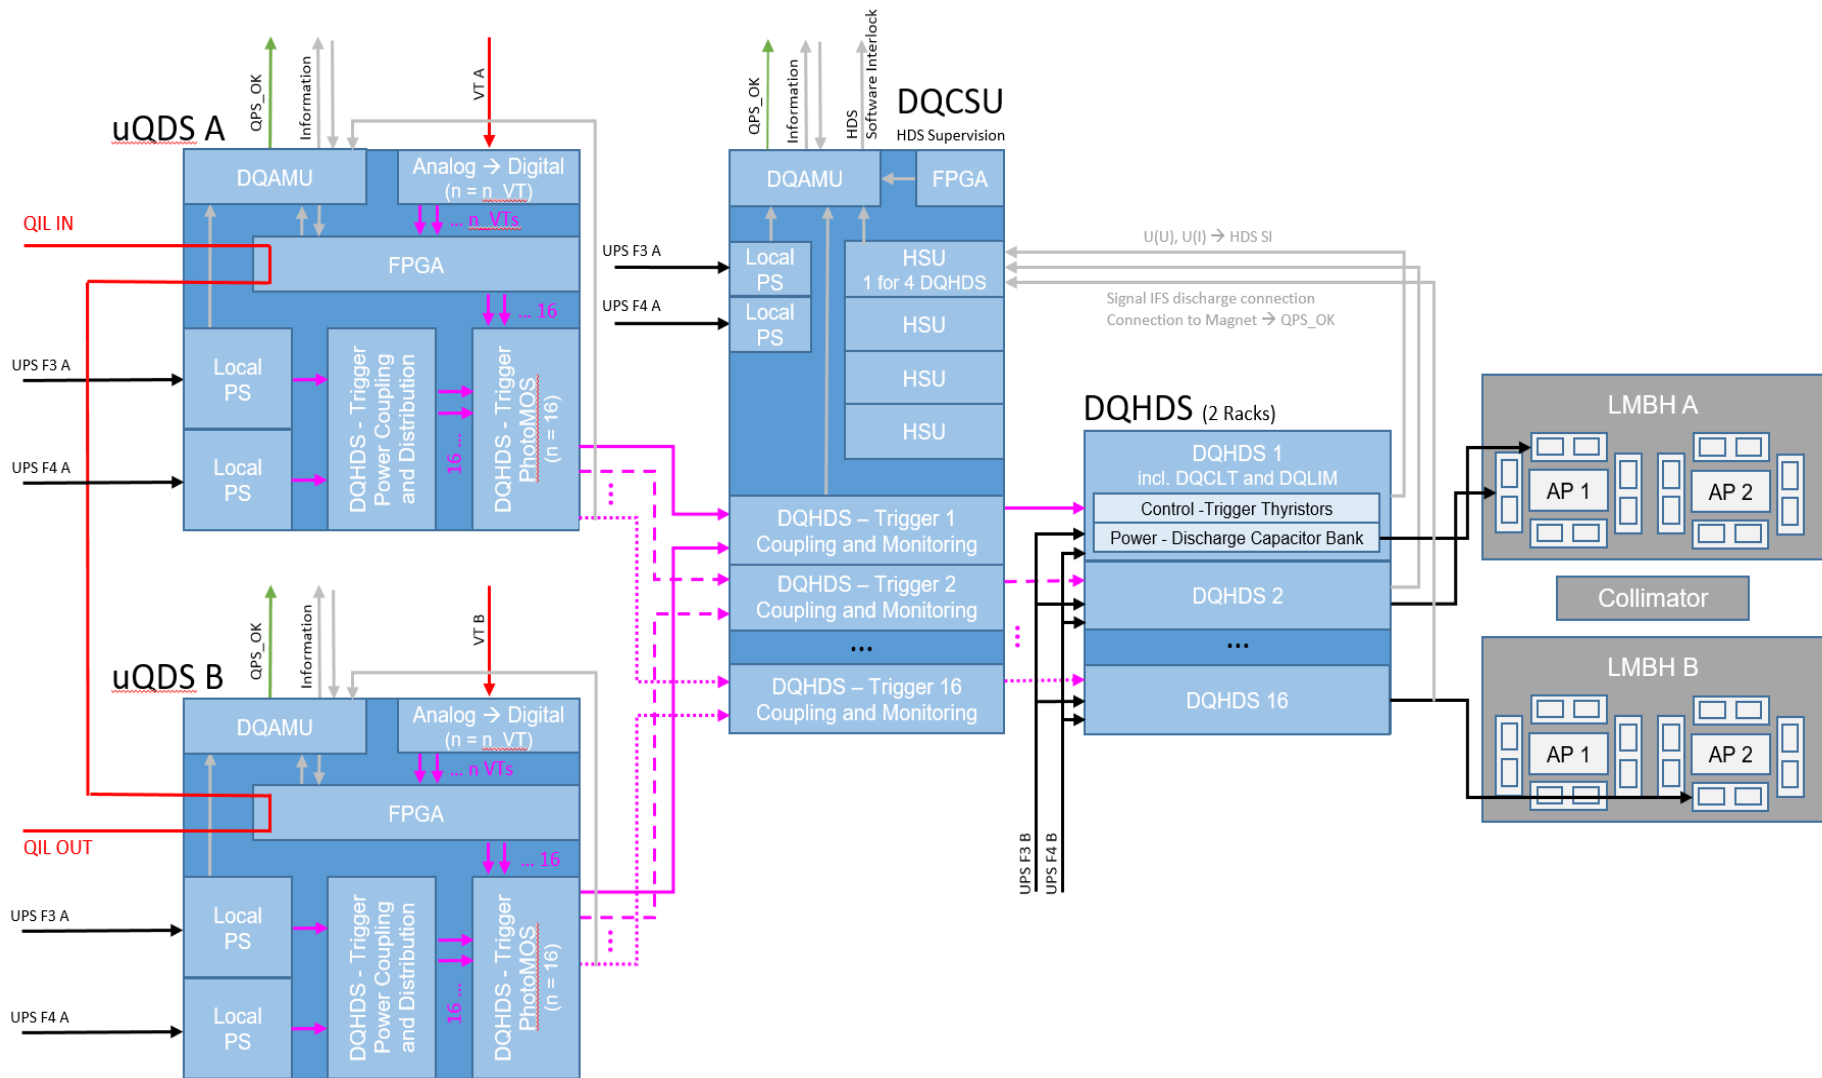 uQDS A
QPS_OK
Information
VT A
DQAMU
Analog → Digital
(n = n_VT)
... n_VTs
QIL IN
FPGA
... 16
UPS F3 A
Local
PS
UPS F4 A
Local
PS
DQHDS - Trigger
Power Coupling
and Distribution
16 ...
DQHDS - Trigger
PhotoMOS
(n = 16)
...
uQDS B
QPS_OK
Information
VT B
DQAMU
Analog → Digital
(n = n_VT)
... n VTs
FPGA
QIL OUT
... 16
UPS F3 A
Local
PS
UPS F4 A
Local
PS
DQHDS - Trigger
Power Coupling
and Distribution
16 ...
DQHDS - Trigger
PhotoMOS
(n = 16)
...
QPS_OK
Information
HDS
Software Interlock
DQCSU
HDS Supervision
DQAMU
FPGA
UPS F3 A
Local
PS
UPS F4 A
Local
PS
HSU
1 for 4 DQHDS
HSU
HSU
HSU
DQHDS – Trigger 1
Coupling and Monitoring
DQHDS – Trigger 2
Coupling and Monitoring
...
DQHDS – Trigger 16
Coupling and Monitoring
U(U), U(I) → HDS SI
Signal IFS discharge connection
Connection to Magnet → QPS_OK
DQHDS (2 Racks)
DQHDS 1
incl. DQCLT and DQLIM
Control -Trigger Thyristors
Power - Discharge Capacitor Bank
DQHDS 2
...
...
DQHDS 16
UPS F3 B
UPS F4 B
LMBH A
AP 1
AP 2
Collimator
LMBH B
AP 1
AP 2